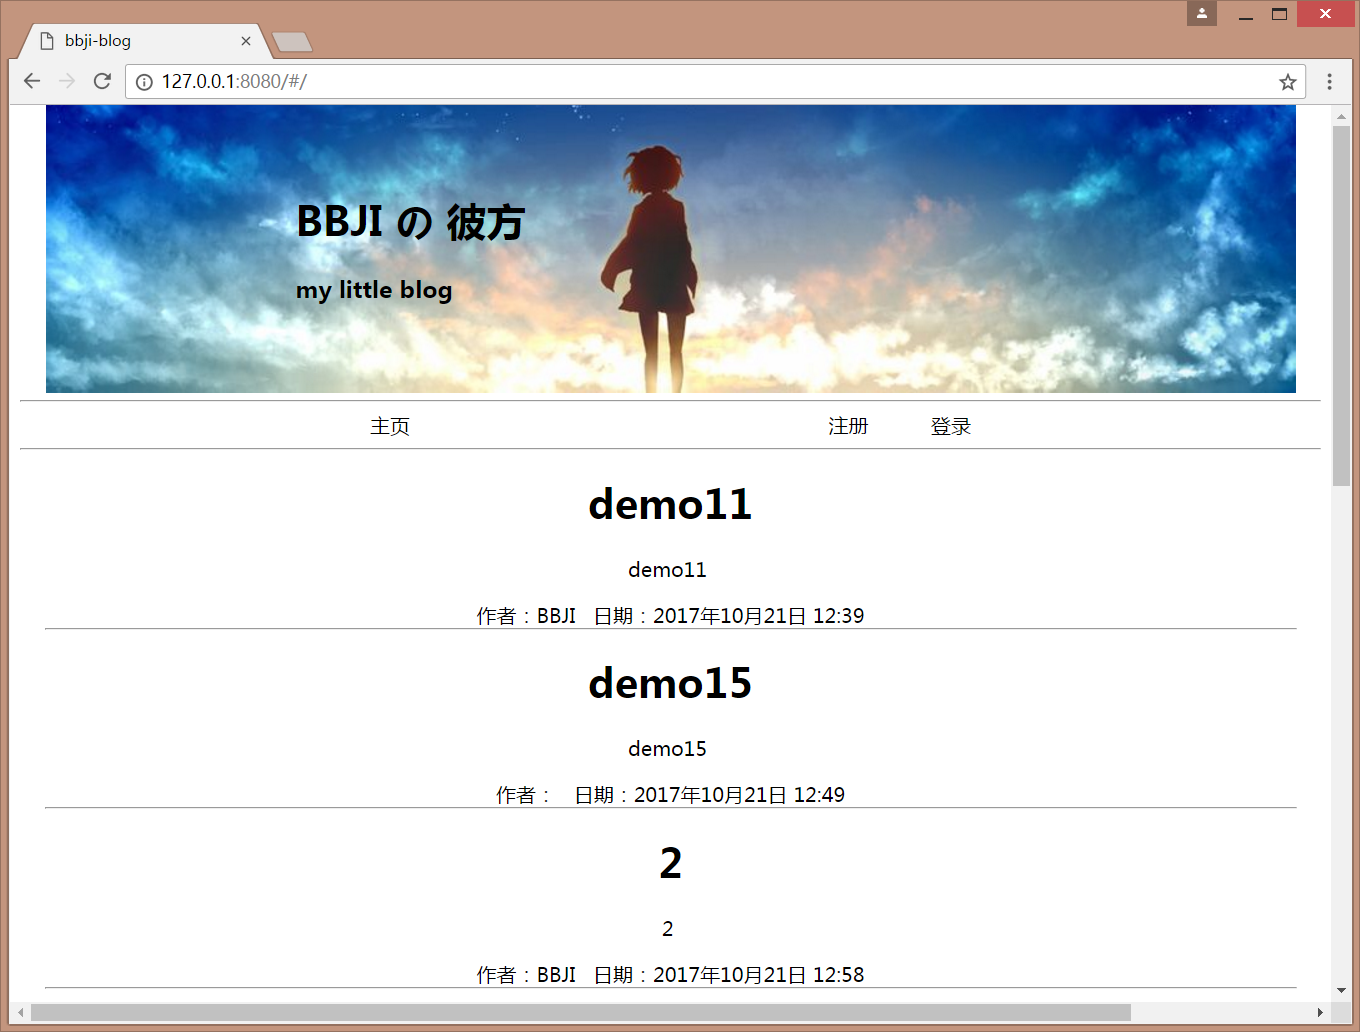 bbji-blog
127.0.0.1:8080/#/
BBJI の 彼方
my little blog
主页 注册 登录
demo11
demo11
作者：BBJI 日期：2017年10月21日 12:39
demo15
demo15
作者： 日期：2017年10月21日 12:49
2
2
作者：BBJI 日期：2017年10月21日 12:58